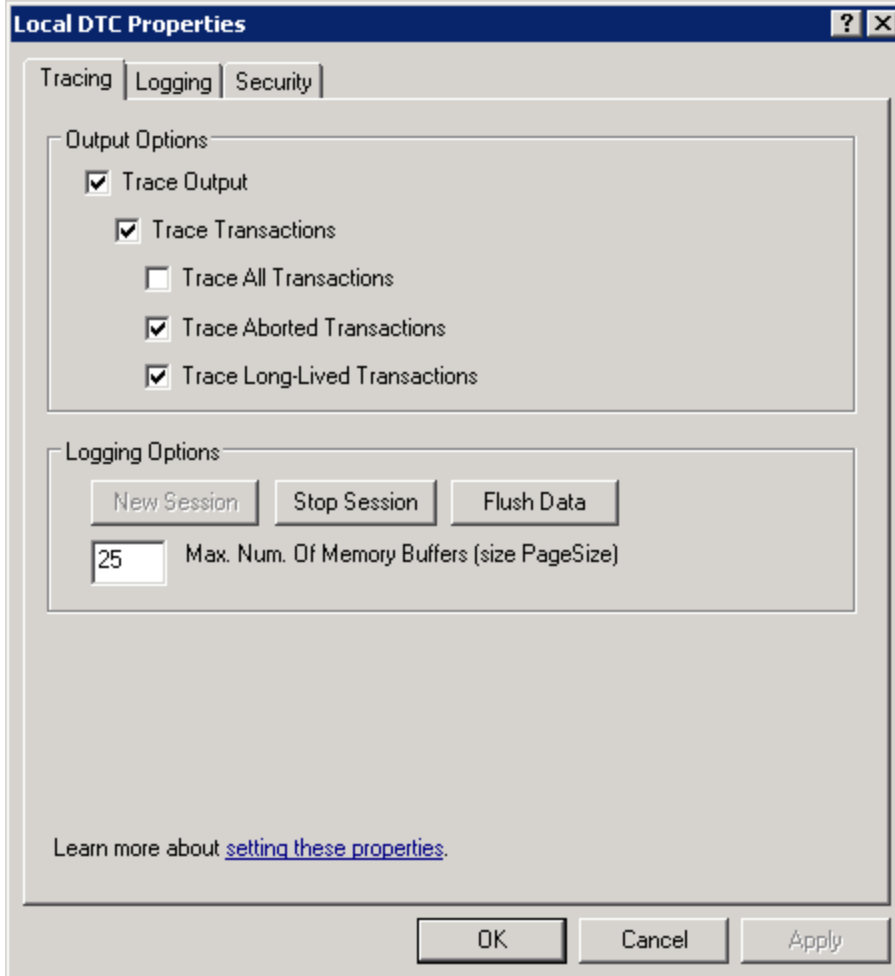 Local DTC Properties
Tracing Logging Security
Output Options
Trace Output
Trace Transactions
Trace All Transactions
Trace Aborted Transactions
Trace Long-Lived Transactions
Logging Options
New Session Stop Session Flush Data
25 Max. Num. Of Memory Buffers (size PageSize)
Learn more about setting these properties.
OK Cancel Apply